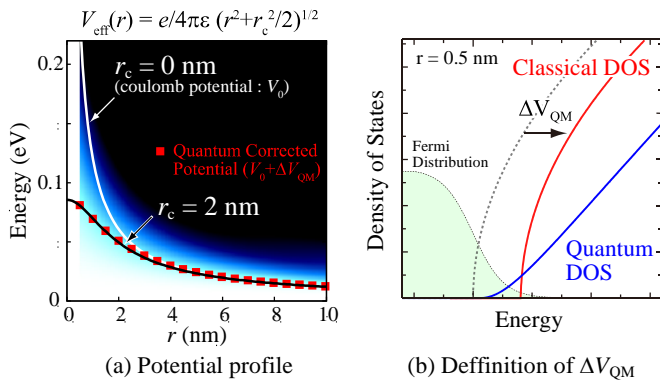 V_eff(r) = e/4πε (r²+r_c²/2)^1/2
0.2
0.1
0
Energy (eV)
r_c = 0 nm
(coulomb potential : V_0)
Quantum Corrected
Potential (V_0+ΔV_QM)
r_c = 2 nm
0 2 4 6 8 10
r (nm)
(a) Potential profile
r = 0.5 nm
Classical DOS
ΔV_QM
Fermi
Distribution
Quantum
DOS
Density of States
Energy
(b) Deffinition of ΔV_QM